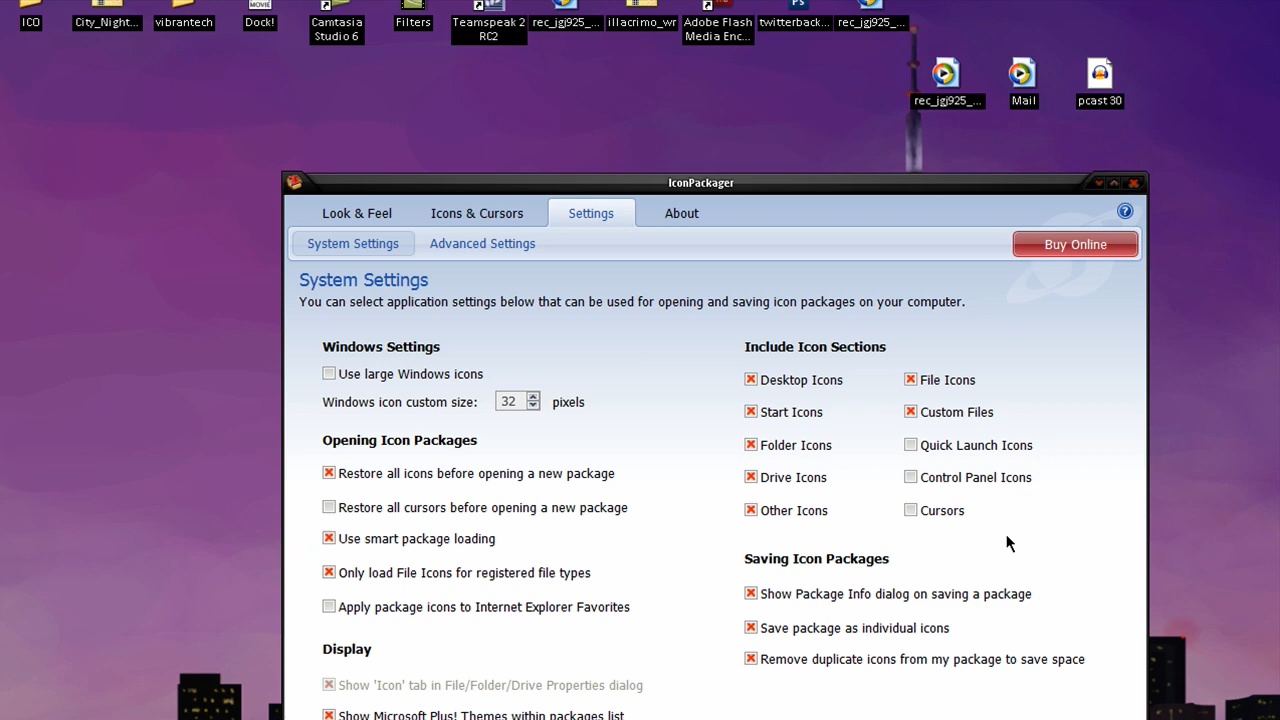 ICO
City_Night...
vibrantech
Dock!
Camtasia
Studio 6
Filters
Teamspeak 2
RC2
rec_jgj925_...
illacrimo_wr
Adobe Flash
Media Enc...
twitterback...
rec_jgj925_...
rec_jgj925_...
Mail
pcast 30
IconPackager
Look & Feel
Icons & Cursors
Settings
About
System Settings
Advanced Settings
Buy Online
System Settings
You can select application settings below that can be used for opening and saving icon packages on your computer.
Windows Settings
Use large Windows icons
Windows icon custom size: 32 pixels
Opening Icon Packages
Restore all icons before opening a new package
Restore all cursors before opening a new package
Use smart package loading
Only load File Icons for registered file types
Apply package icons to Internet Explorer Favorites
Display
Show 'Icon' tab in File/Folder/Drive Properties dialog
Show Microsoft Plus! Themes within packages list
Include Icon Sections
Desktop Icons
File Icons
Start Icons
Custom Files
Folder Icons
Quick Launch Icons
Drive Icons
Control Panel Icons
Other Icons
Cursors
Saving Icon Packages
Show Package Info dialog on saving a package
Save package as individual icons
Remove duplicate icons from my package to save space